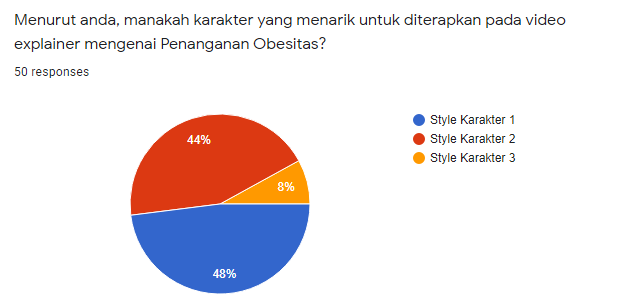 Menurut anda, manakah karakter yang menarik untuk diterapkan pada video
explainer mengenai Penanganan Obesitas?
50 responses
44%
8%
48%
Style Karakter 1
Style Karakter 2
Style Karakter 3